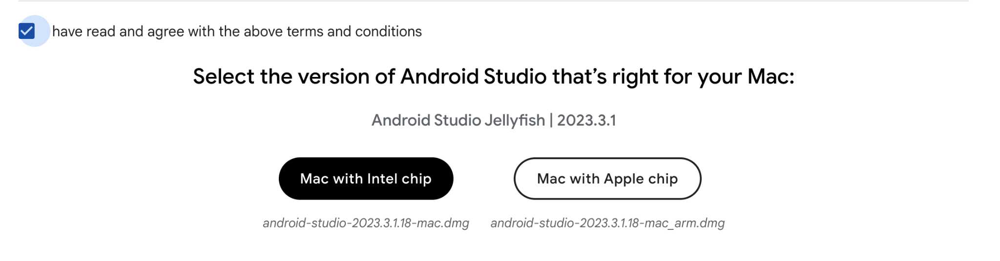 have read and agree with the above terms and conditions
Select the version of Android Studio that’s right for your Mac:
Android Studio Jellyfish | 2023.3.1
Mac with Intel chip
Mac with Apple chip
android-studio-2023.3.1.18-mac.dmg
android-studio-2023.3.1.18-mac_arm.dmg